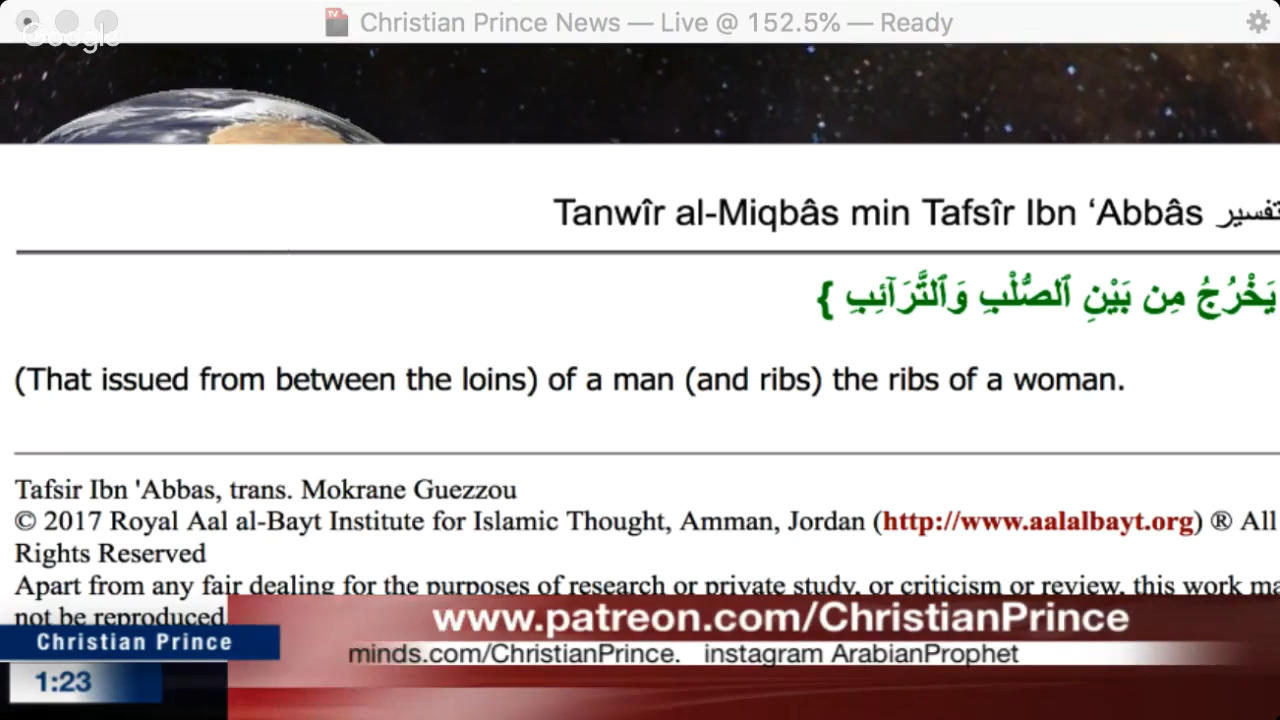 Christian Prince News — Live @ 152.5% — Ready
Google
Tanwîr al-Miqbâs min Tafsîr Ibn ‘Abbâs تفسير
يَخْرُجُ مِن بَيْنِ ٱلصُّلْبِ وَٱلتَّرَآئِبِ }
(That issued from between the loins) of a man (and ribs) the ribs of a woman.
Tafsir Ibn 'Abbas, trans. Mokrane Guezzou
© 2017 Royal Aal al-Bayt Institute for Islamic Thought, Amman, Jordan (http://www.aalalbayt.org) ® All
Rights Reserved
Apart from any fair dealing for the purposes of research or private study, or criticism or review, this work ma
not be reproduced
www.patreon.com/ChristianPrince
Christian Prince
minds.com/ChristianPrince. instagram ArabianProphet
1:23